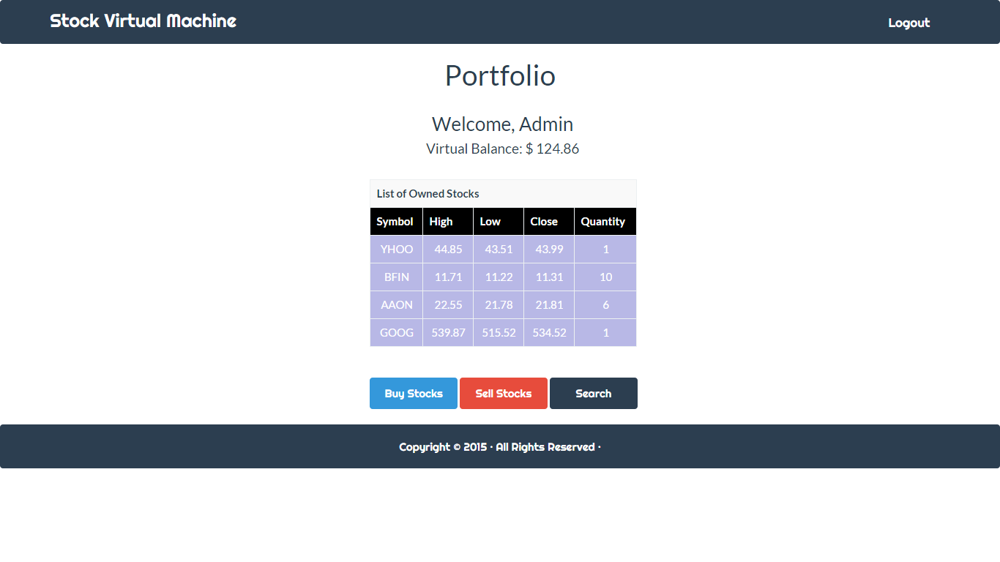 Stock Virtual Machine Logout
Portfolio
Welcome, Admin
Virtual Balance: $ 124.86
List of Owned Stocks
Symbol High Low Close Quantity
YHOO 44.85 43.51 43.99 1
BFIN 11.71 11.22 11.31 10
AAON 22.55 21.78 21.81 6
GOOG 539.87 515.52 534.52 1
Buy Stocks Sell Stocks Search
Copyright © 2015 · All Rights Reserved ·